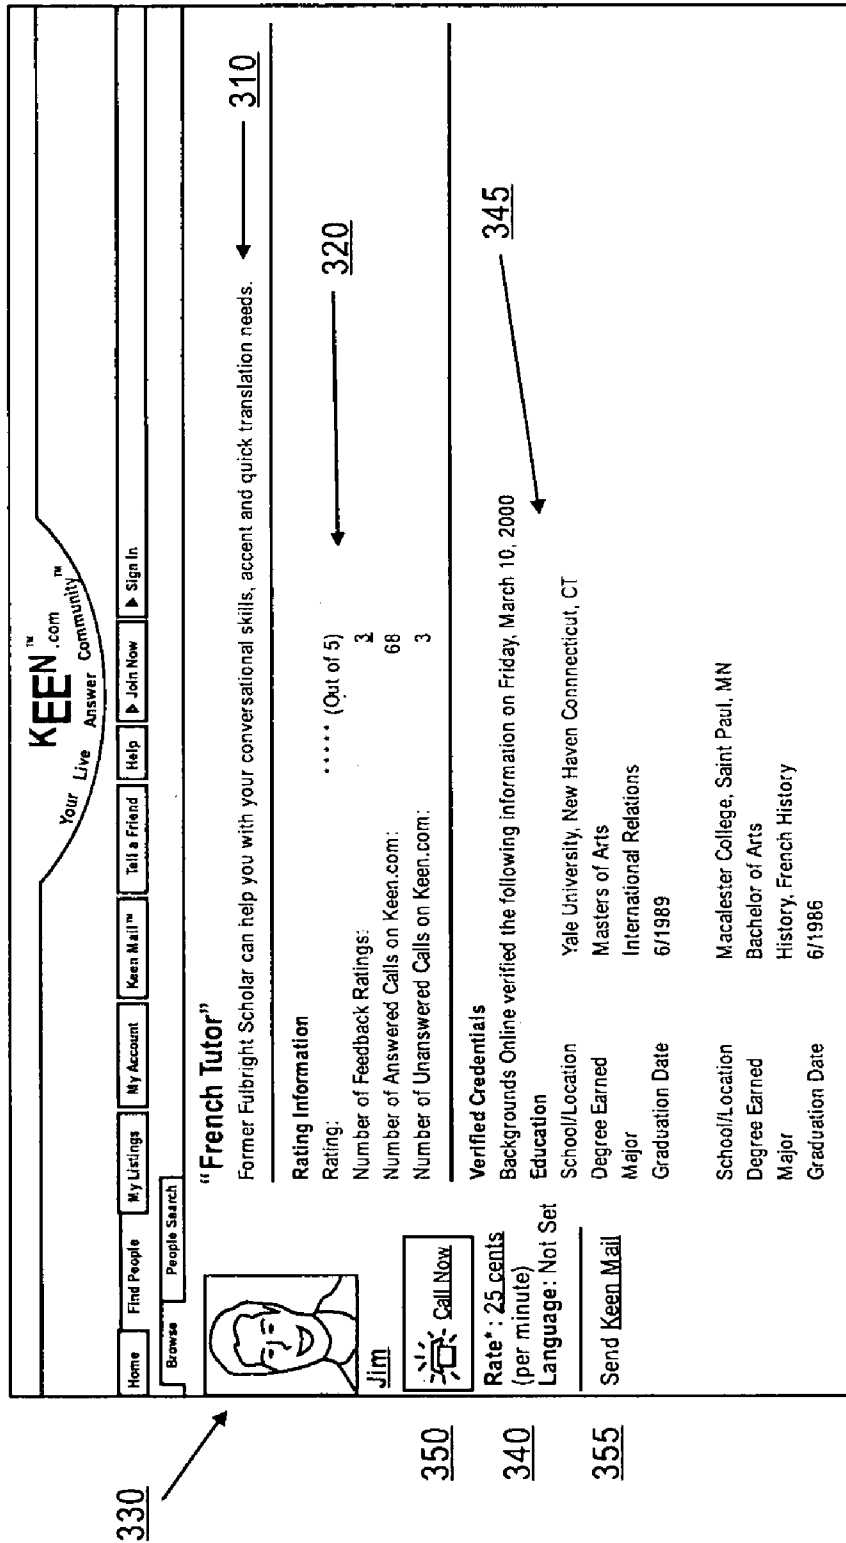 KEEN™.com
Your Live Answer Community™
Home Find People My Listings My Account Keen Mail™ Tell a Friend Help ▶ Join Now ▶ Sign In
Browse People Search
330
"French Tutor"
Former Fulbright Scholar can help you with your conversational skills, accent and quick translation needs.
310
Rating Information
Rating: ***** (Out of 5)
320
Number of Feedback Ratings: 3
Number of Answered Calls on Keen.com: 68
Number of Unanswered Calls on Keen.com: 3
Jim
350
Call Now
340
Rate*: 25 cents
(per minute)
Language: Not Set
355
Send Keen Mail
Verified Credentials
Backgrounds Online verified the following information on Friday, March 10, 2000
345
Education
School/Location Yale University, New Haven Connnecticut, CT
Degree Earned Masters of Arts
Major International Relations
Graduation Date 6/1989
School/Location Macalester College, Saint Paul, MN
Degree Earned Bachelor of Arts
Major History, French History
Graduation Date 6/1986